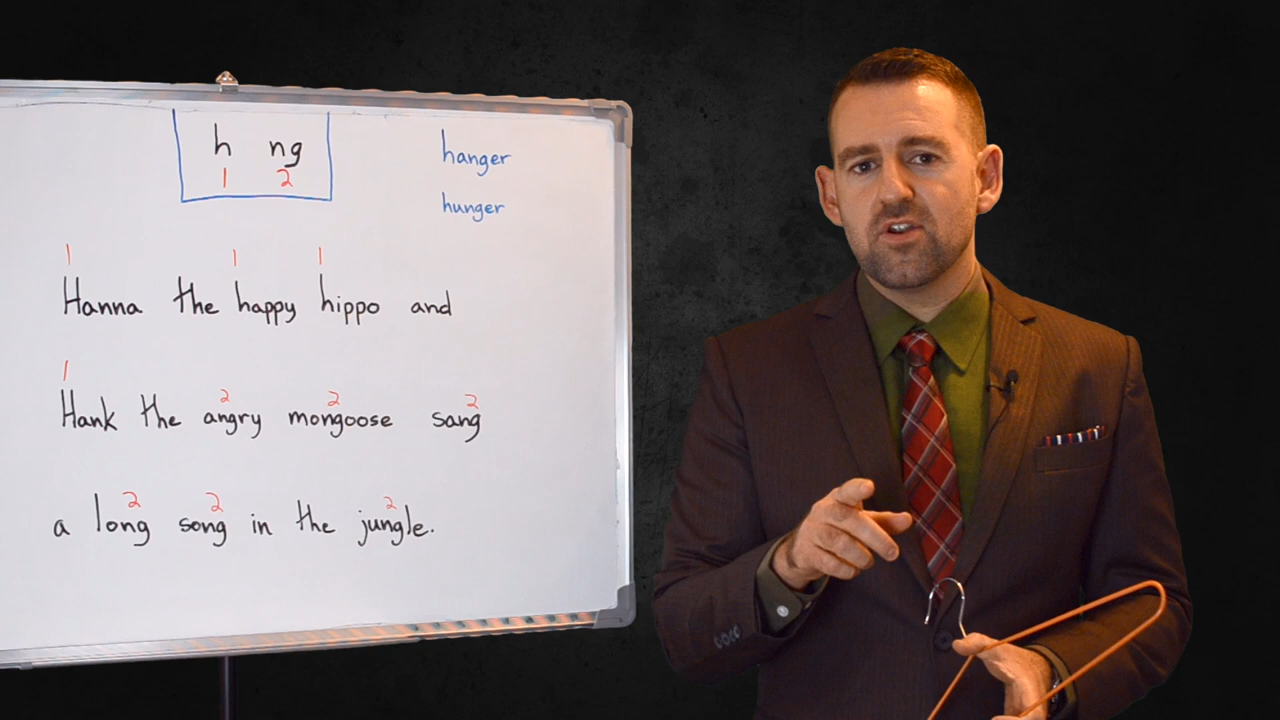 h ng
1 2
hanger
hunger
1 1 1
Hanna the happy hippo and
1 2 2 2
Hank the angry mongoose sang
2 2 2
a long song in the jungle.